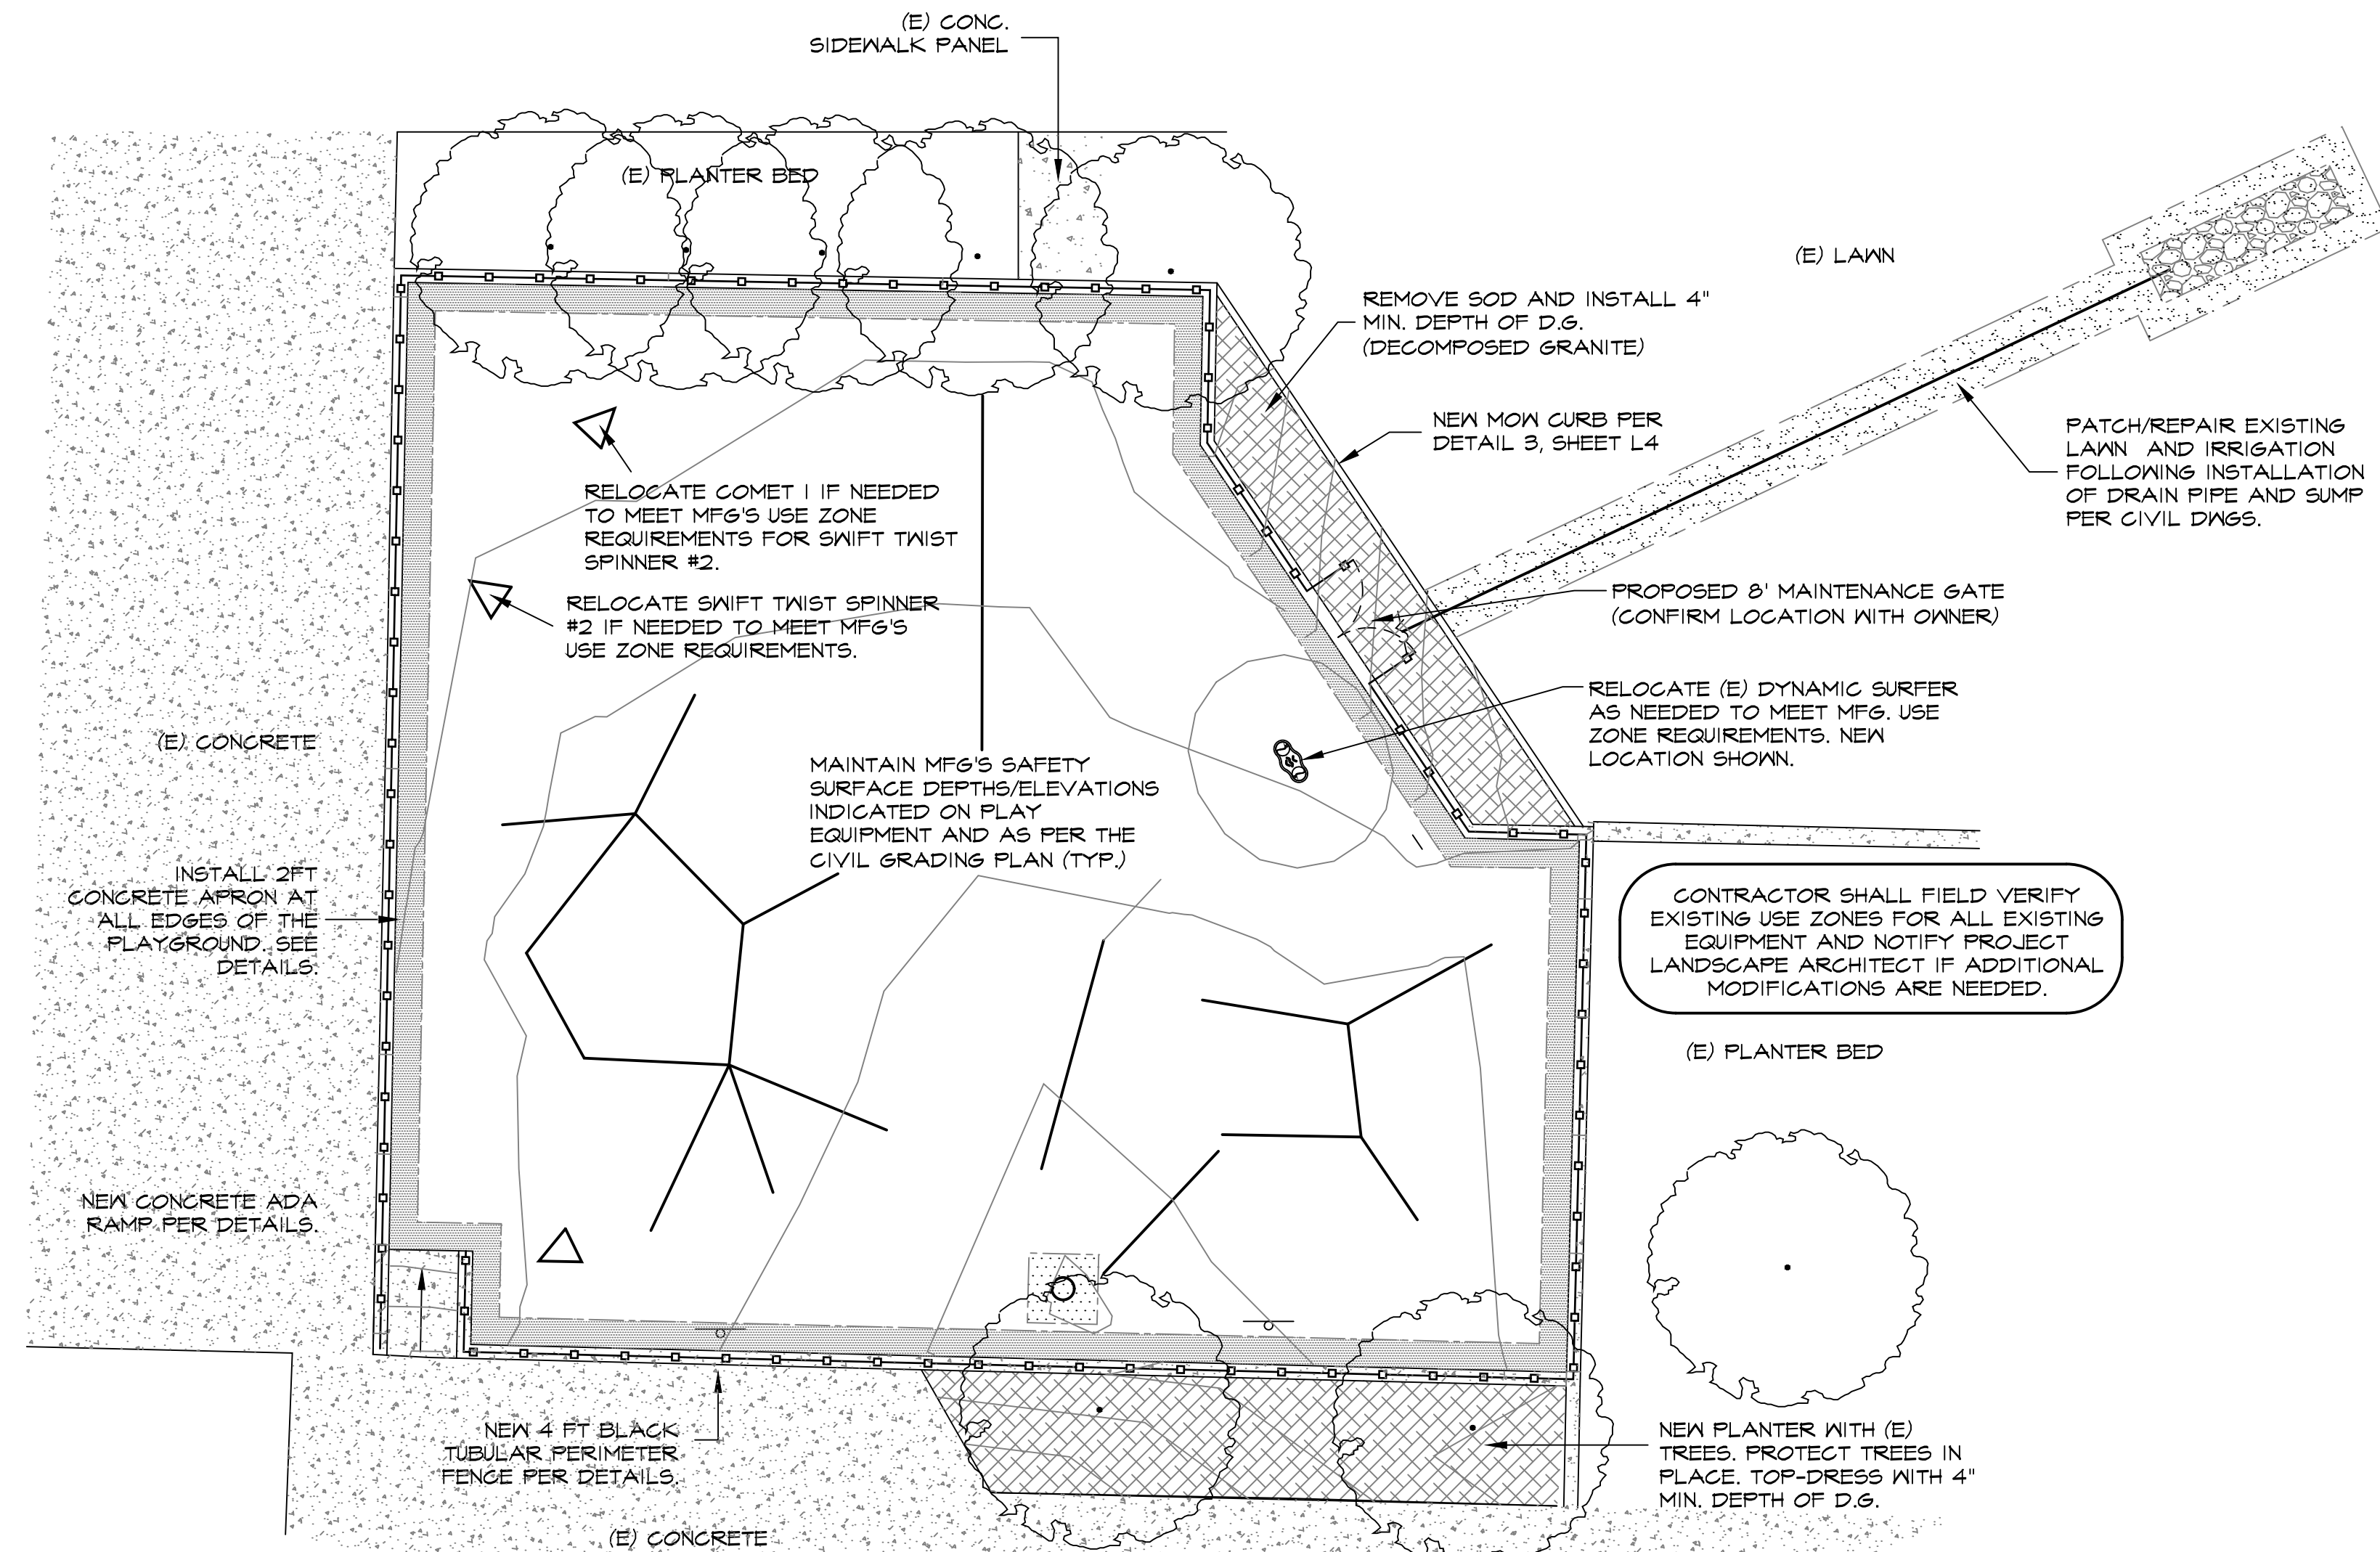 (E) CONC.
SIDEWALK PANEL
(E) PLANTER BED
(E) LAWN
REMOVE SOD AND INSTALL 4"
MIN. DEPTH OF D.G.
(DECOMPOSED GRANITE)
NEW MOW CURB PER
DETAIL 3, SHEET L4
PATCH/REPAIR EXISTING
LAWN AND IRRIGATION
FOLLOWING INSTALLATION
OF DRAIN PIPE AND SUMP
PER CIVIL DWGS.
RELOCATE COMET I IF NEEDED
TO MEET MFG'S USE ZONE
REQUIREMENTS FOR SWIFT TWIST
SPINNER #2.
RELOCATE SWIFT TWIST SPINNER
#2 IF NEEDED TO MEET MFG'S
USE ZONE REQUIREMENTS.
PROPOSED 8' MAINTENANCE GATE
(CONFIRM LOCATION WITH OWNER)
RELOCATE (E) DYNAMIC SURFER
AS NEEDED TO MEET MFG. USE
ZONE REQUIREMENTS. NEW
LOCATION SHOWN.
(E) CONCRETE
MAINTAIN MFG'S SAFETY
SURFACE DEPTHS/ELEVATIONS
INDICATED ON PLAY
EQUIPMENT AND AS PER THE
CIVIL GRADING PLAN (TYP.)
INSTALL 2FT
CONCRETE APRON AT
ALL EDGES OF THE
PLAYGROUND. SEE
DETAILS.
CONTRACTOR SHALL FIELD VERIFY
EXISTING USE ZONES FOR ALL EXISTING
EQUIPMENT AND NOTIFY PROJECT
LANDSCAPE ARCHITECT IF ADDITIONAL
MODIFICATIONS ARE NEEDED.
(E) PLANTER BED
NEW CONCRETE ADA
RAMP PER DETAILS.
NEW 4 FT BLACK
TUBULAR PERIMETER
FENCE PER DETAILS.
NEW PLANTER WITH (E)
TREES. PROTECT TREES IN
PLACE. TOP-DRESS WITH 4"
MIN. DEPTH OF D.G.
(E) CONCRETE